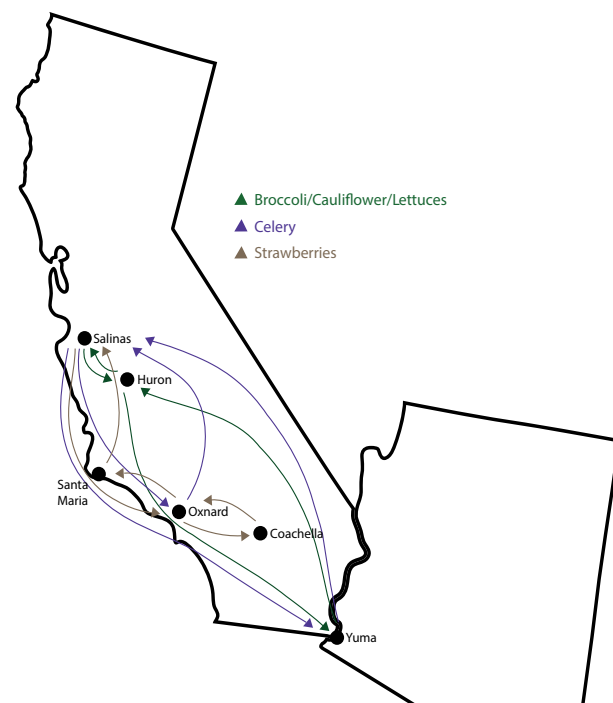 Broccoli/Cauliflower/Lettuces
Celery
Strawberries
Salinas
Huron
Santa
Maria
Oxnard
Coachella
Yuma